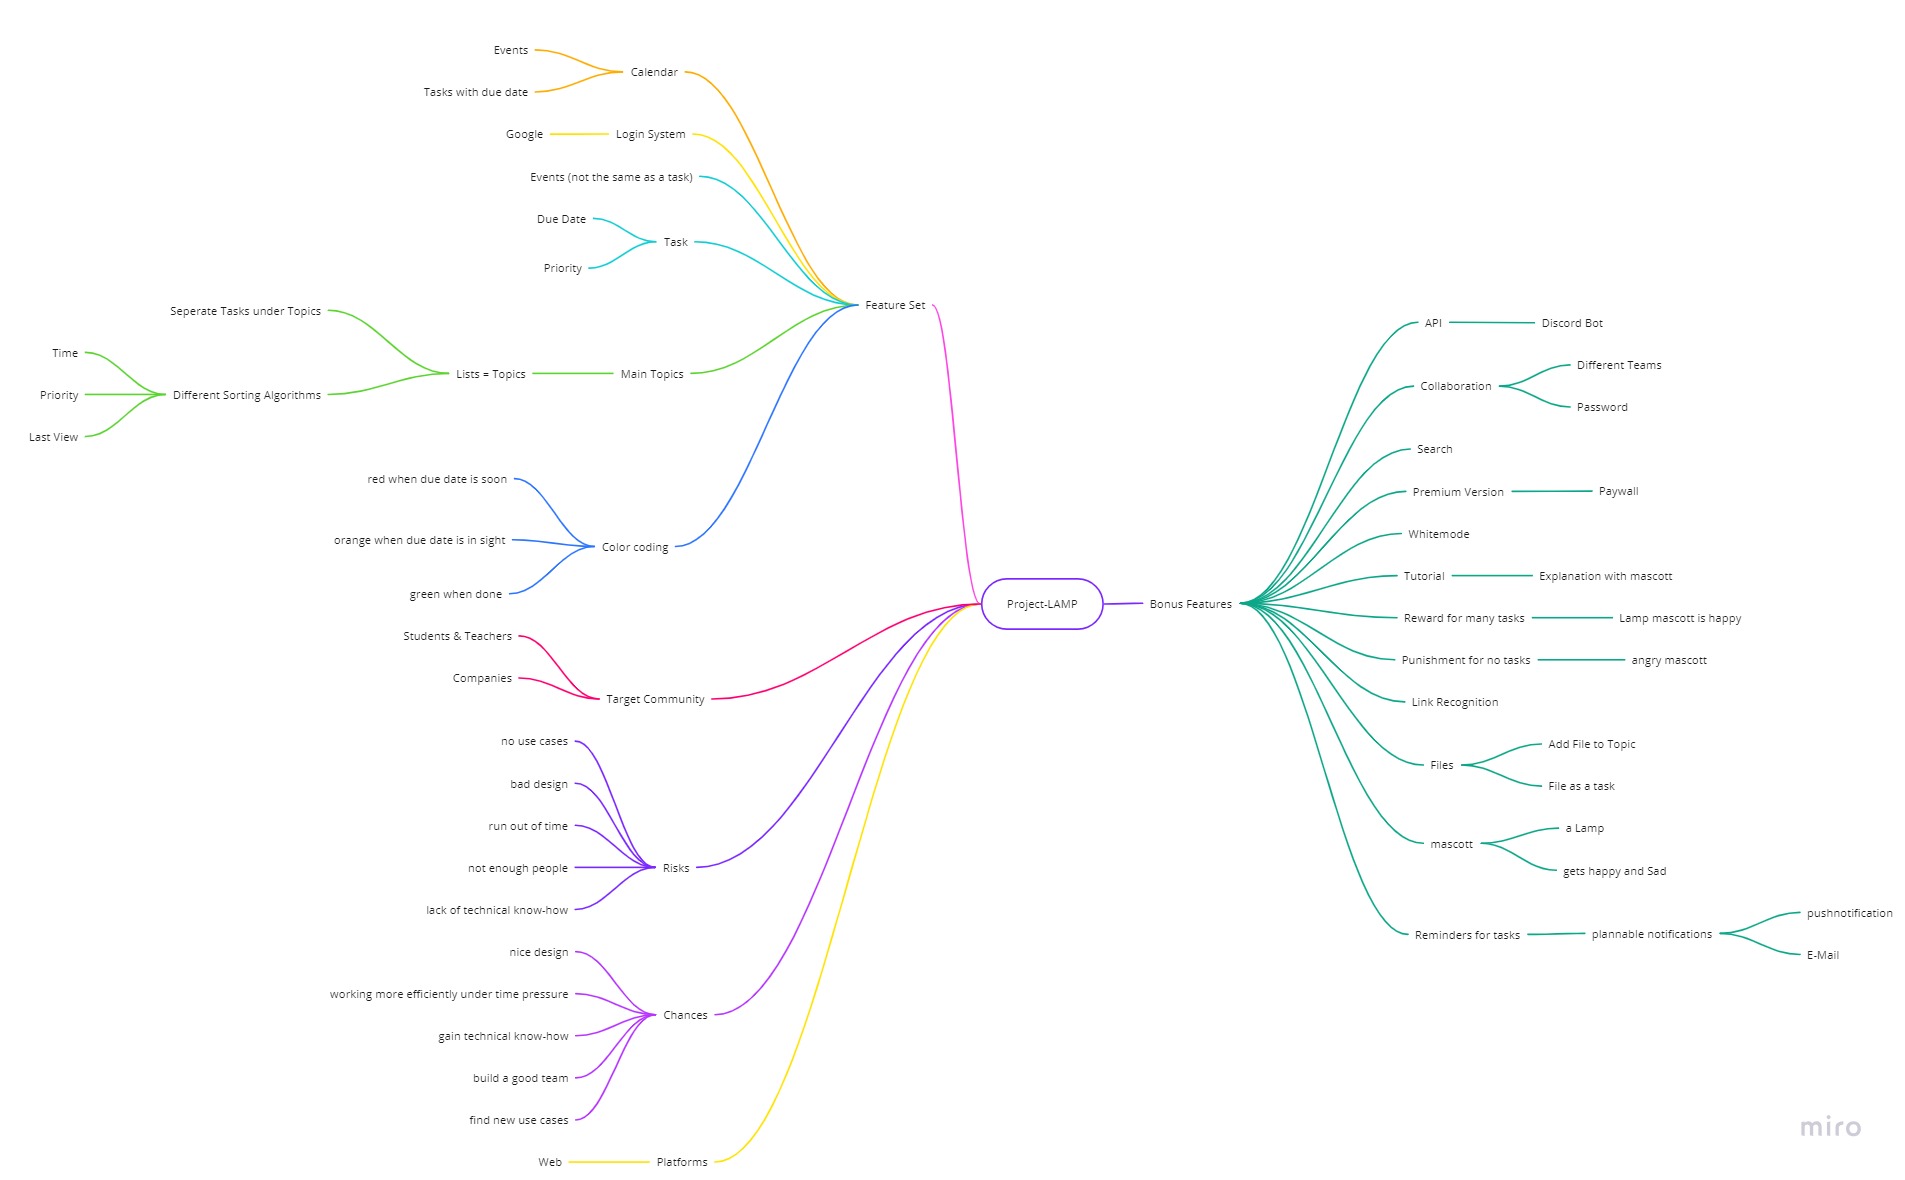 Events
Calendar
Tasks with due date
Google
Login System
Events (not the same as a task)
Due Date
Task
Priority
Feature Set
Seperate Tasks under Topics
Time
Lists = Topics
Main Topics
Priority
Different Sorting Algorithms
Last View
red when due date is soon
orange when due date is in sight
Color coding
green when done
Project-LAMP
Students & Teachers
Companies
Target Community
no use cases
bad design
run out of time
not enough people
Risks
lack of technical know-how
nice design
working more efficiently under time pressure
Chances
gain technical know-how
build a good team
find new use cases
Web
Platforms
Bonus Features
API
Discord Bot
Different Teams
Collaboration
Password
Search
Premium Version
Paywall
Whitemode
Tutorial
Explanation with mascott
Reward for many tasks
Lamp mascott is happy
Punishment for no tasks
angry mascott
Link Recognition
Add File to Topic
Files
File as a task
a Lamp
mascott
gets happy and Sad
pushnotification
Reminders for tasks
plannable notifications
E-Mail
miro